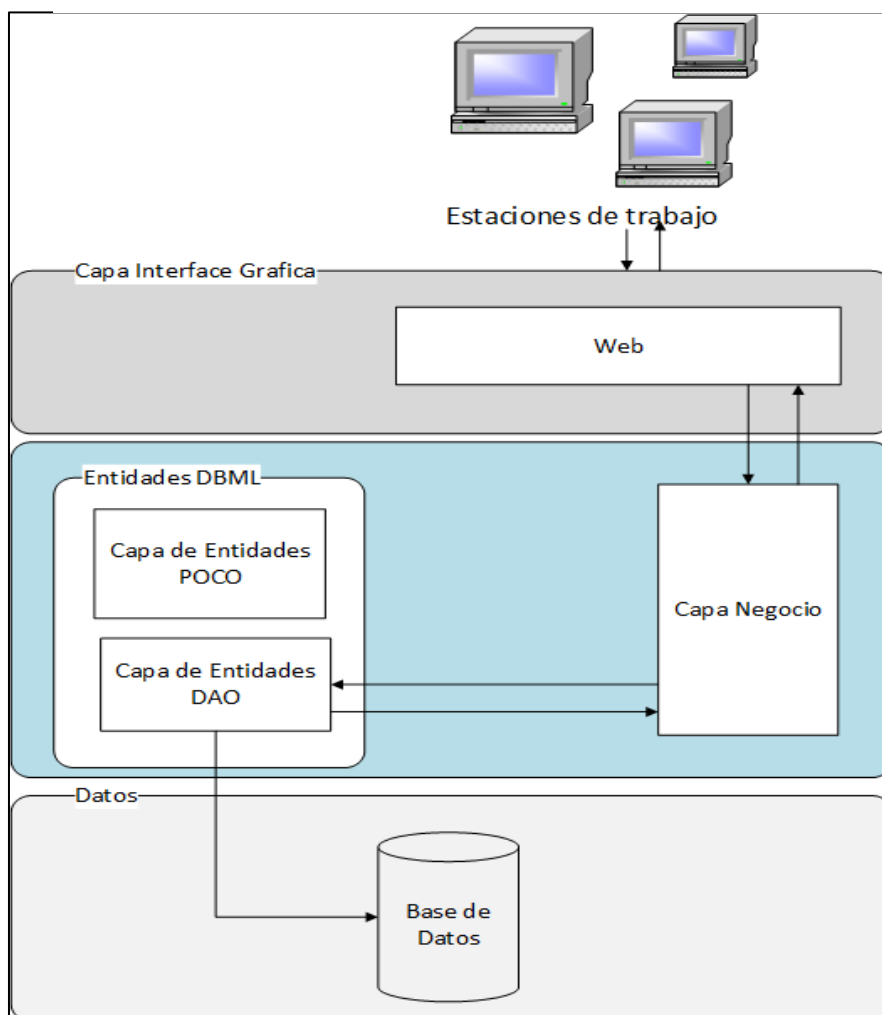 Estaciones de trabajo
Capa Interface Grafica
Web
Entidades DBML
Capa de Entidades
POCO
Capa Negocio
Capa de Entidades
DAO
Datos
Base de
Datos